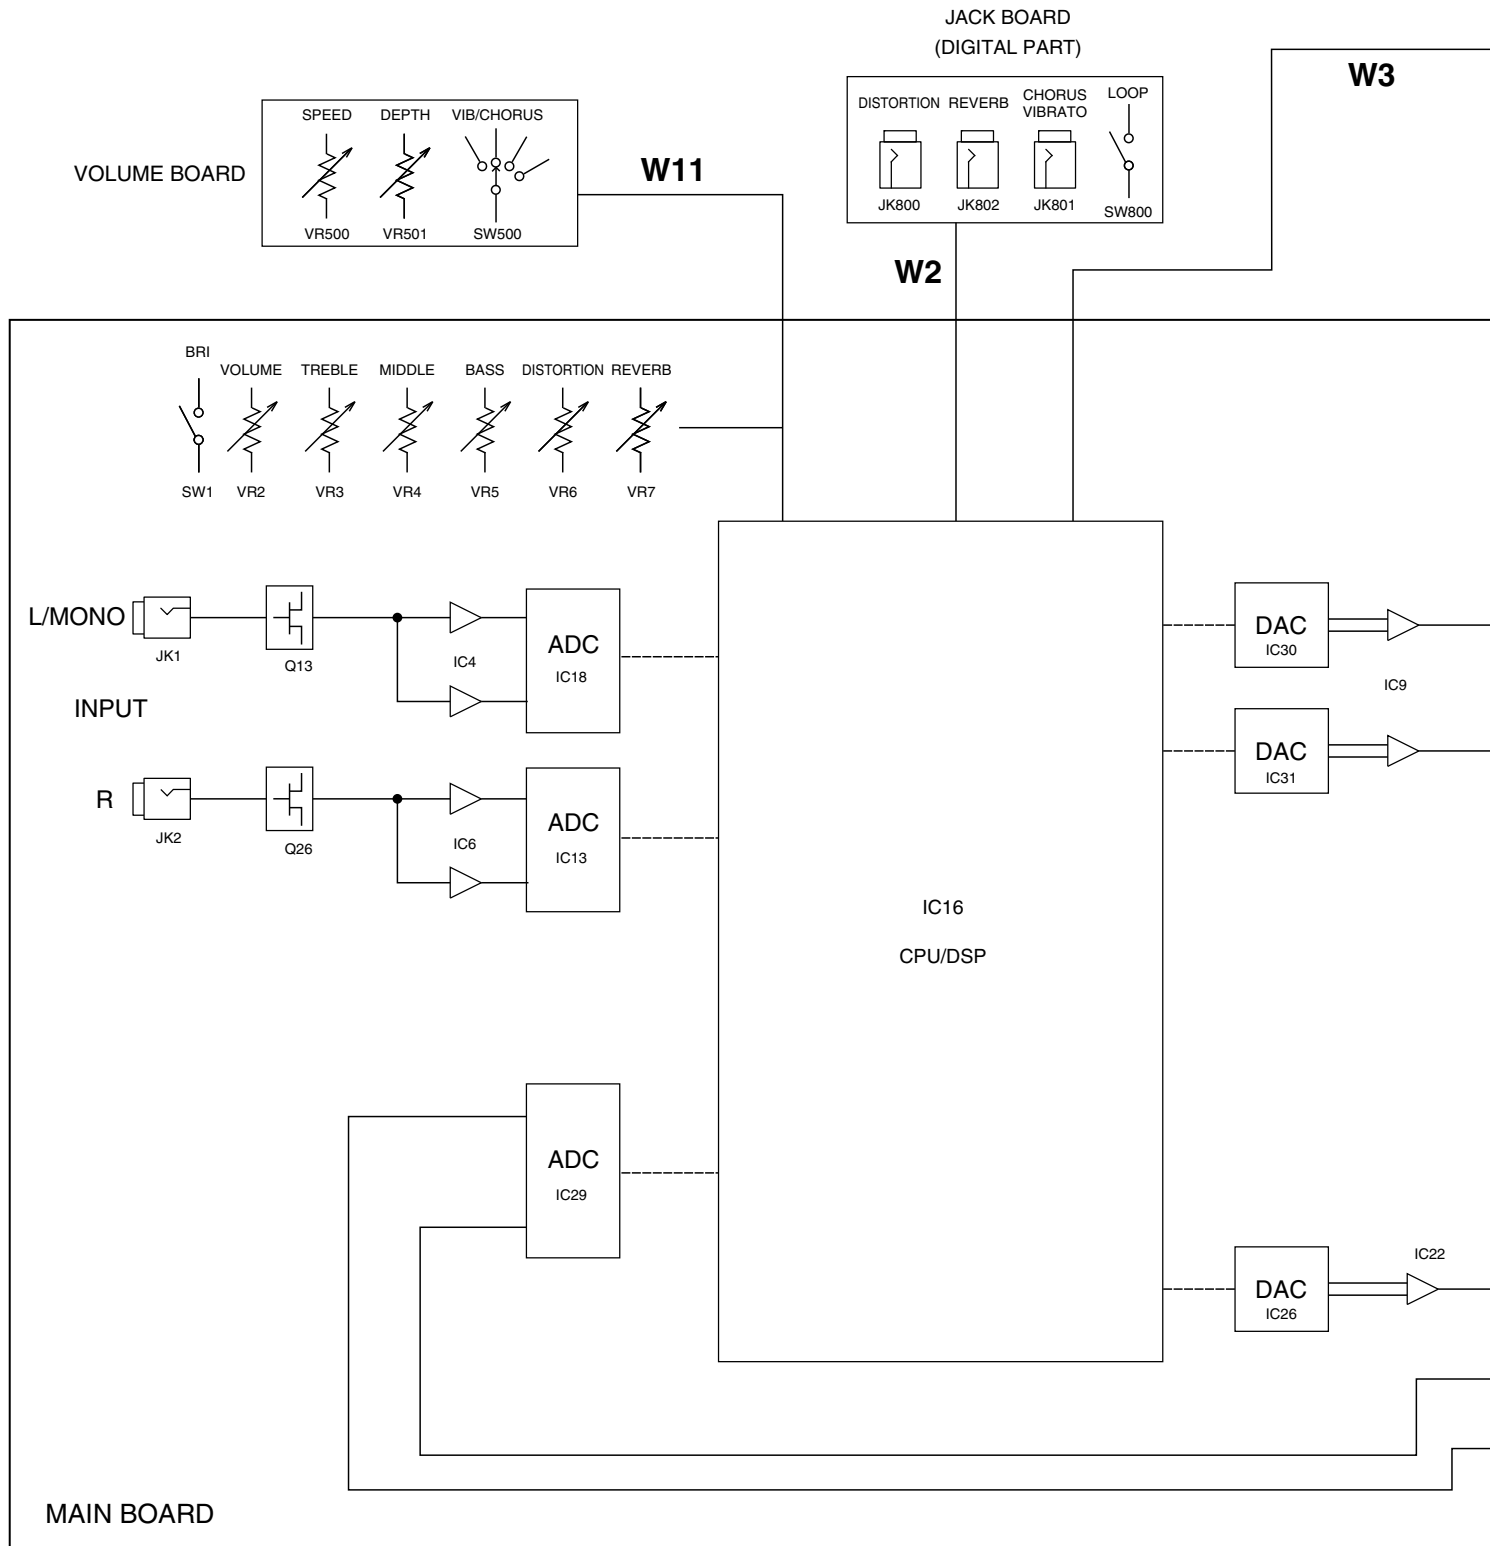 JACK BOARD
(DIGITAL PART)
W3
DISTORTION REVERB CHORUS VIBRATO LOOP
JK800 JK802 JK801 SW800
SPEED DEPTH VIB/CHORUS
VOLUME BOARD
W11
VR500 VR501 SW500
W2
BRI
VOLUME TREBLE MIDDLE BASS DISTORTION REVERB
SW1 VR2 VR3 VR4 VR5 VR6 VR7
L/MONO
JK1
Q13
IC4
ADC
IC18
DAC
IC30
IC9
INPUT
DAC
IC31
R
JK2
Q26
IC6
ADC
IC13
IC16
CPU/DSP
ADC
IC29
IC22
DAC
IC26
MAIN BOARD